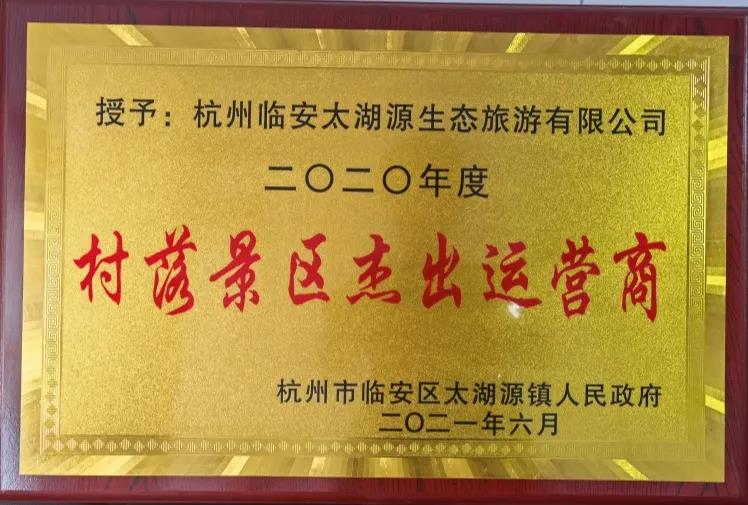 授予：杭州临安太湖源生态旅游有限公司
二〇二〇年度
村落景区杰出运营商
杭州市临安区太湖源镇人民政府
二〇二一年六月